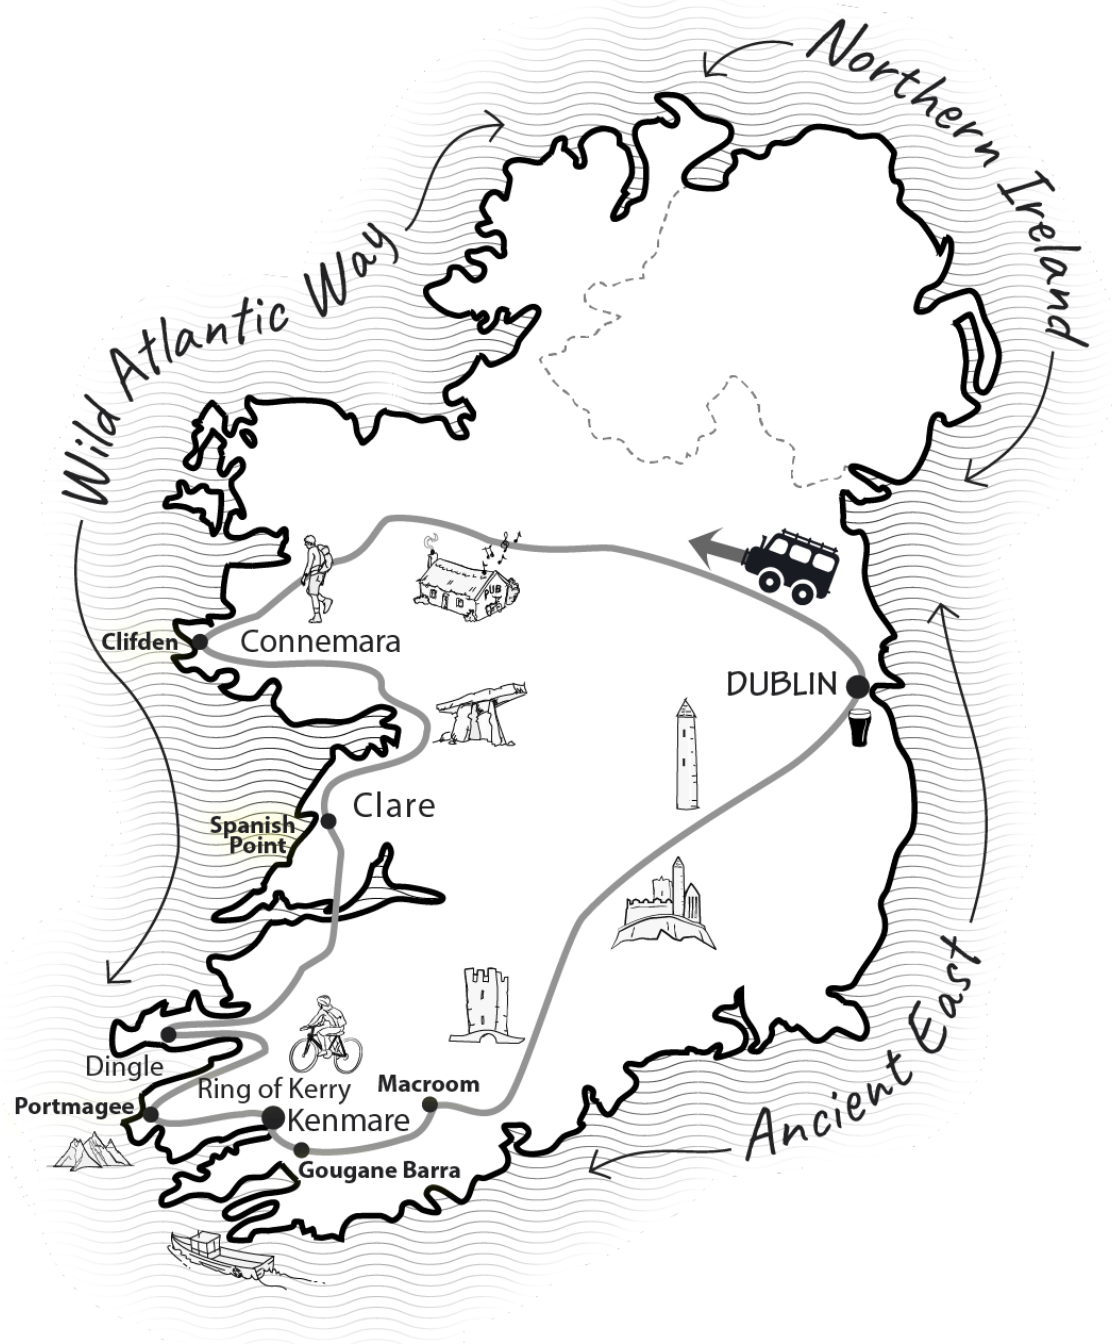 Northern Ireland
Wild Atlantic Way
PUB
Clifden
Connemara
DUBLIN
Clare
Spanish
Point
Ancient East
Dingle
Ring of Kerry
Macroom
Portmagee
Kenmare
Gougane Barra